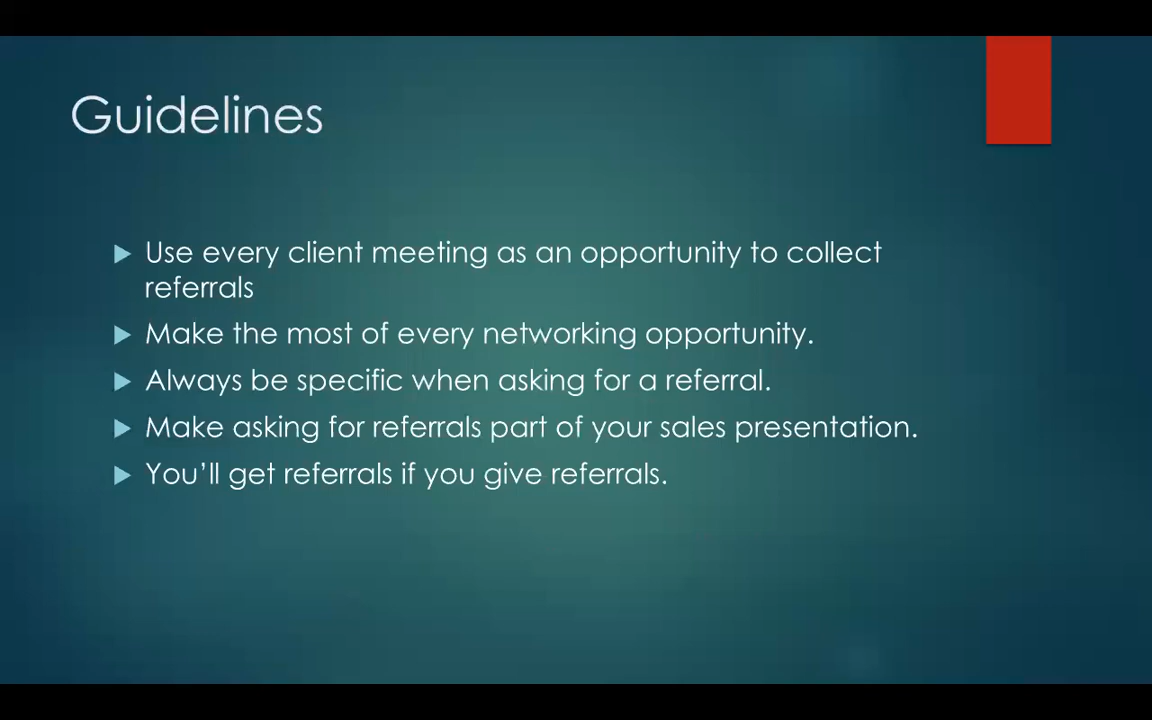 Guidelines
Use every client meeting as an opportunity to collect
referrals
Make the most of every networking opportunity.
Always be specific when asking for a referral.
Make asking for referrals part of your sales presentation.
You’ll get referrals if you give referrals.